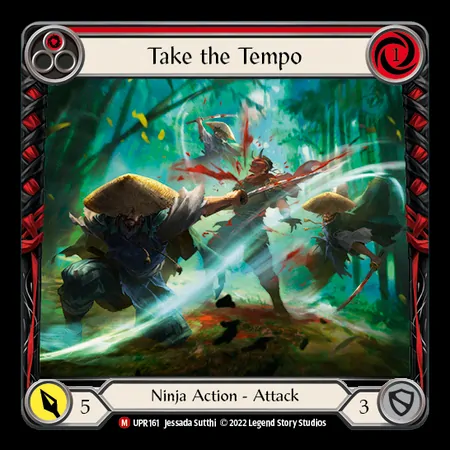 Take the Tempo
1
5
Ninja Action - Attack
3
M UPR161 Jessada Sutthi ©2022 Legend Story Studios